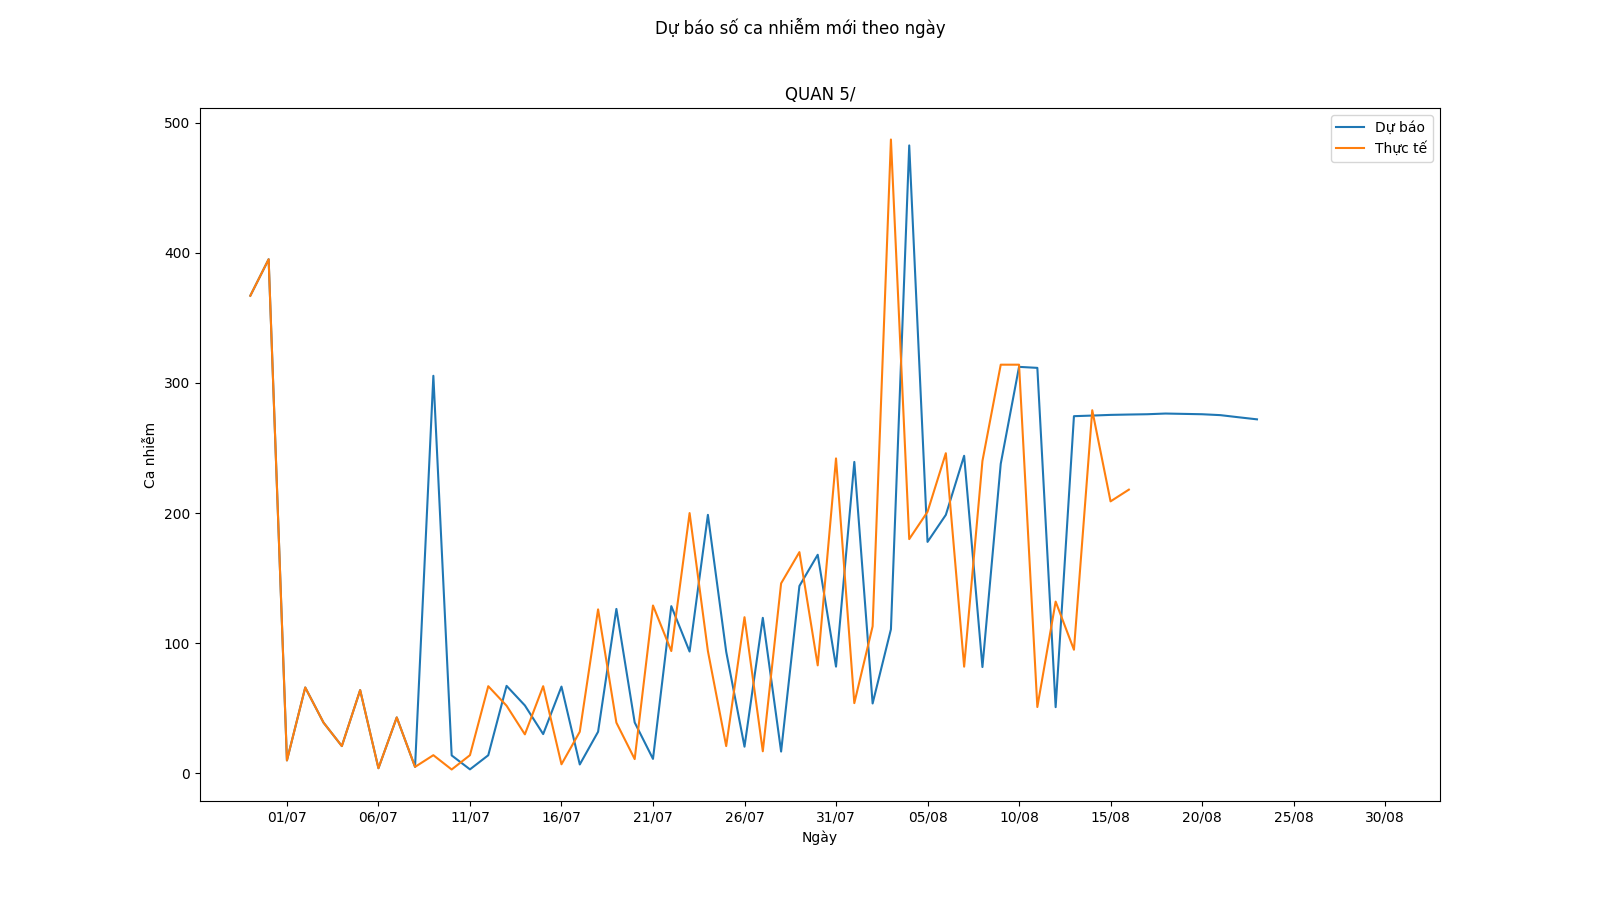 Dự báo số ca nhiễm mới theo ngày
QUAN 5/
500
400
300
200
100
0
Ca nhiễm
Dự báo
Thực tế
01/07 06/07 11/07 16/07 21/07 26/07 31/07 05/08 10/08 15/08 20/08 25/08 30/08
Ngày